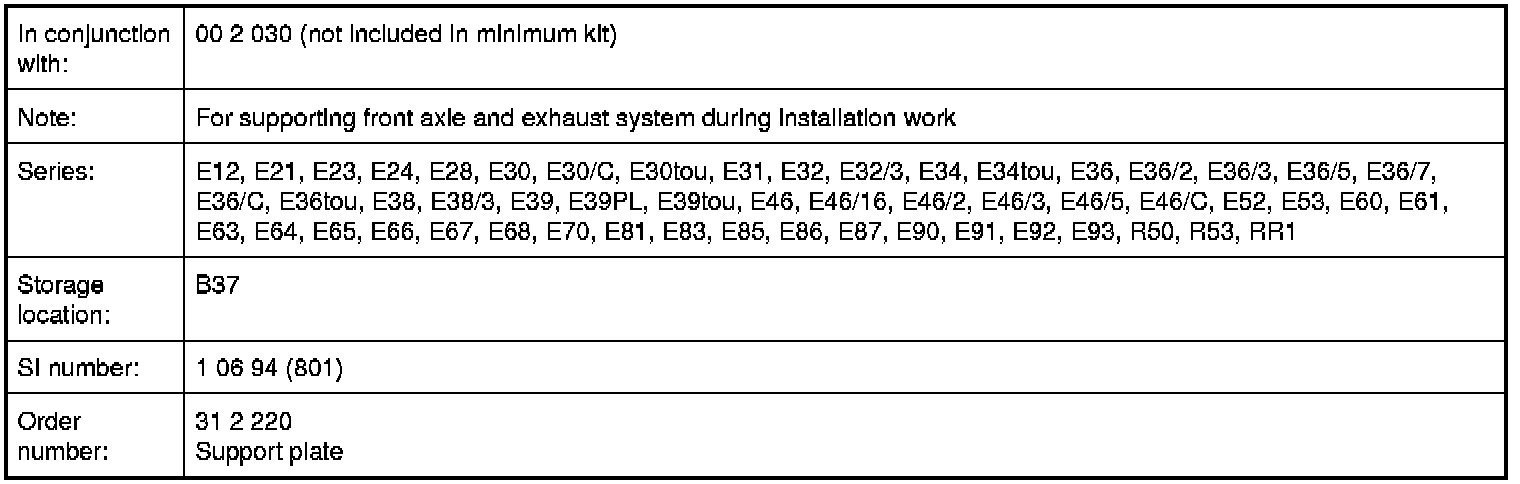 In conjunction with: 00 2 030 (not included in minimum kit)
Note: For supporting front axle and exhaust system during installation work
Series: E12, E21, E23, E24, E28, E30, E30/C, E30tou, E31, E32, E32/3, E34, E34tou, E36, E36/2, E36/3, E36/5, E36/7,
E36/C, E36tou, E38, E38/3, E39, E39PL, E39tou, E46, E46/16, E46/2, E46/3, E46/5, E46/C, E52, E53, E60, E61,
E63, E64, E65, E66, E67, E68, E70, E81, E83, E85, E86, E87, E90, E91, E92, E93, R50, R53, RR1
Storage location: B37
SI number: 1 06 94 (801)
Order number: 31 2 220
Support plate